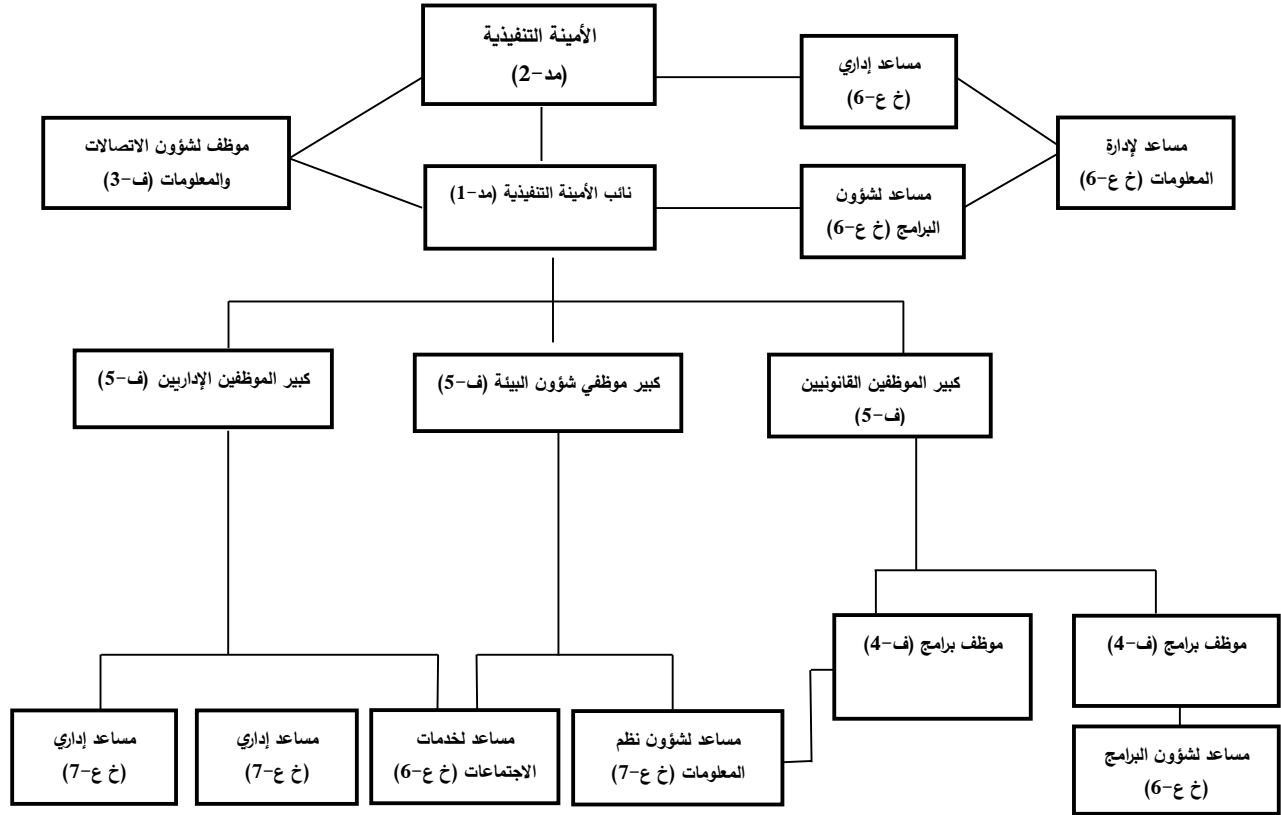 الأمينة التنفيذية
(مد-2)
مساعد إداري
(خ ع-6)
موظف لشؤون الاتصالات
والمعلومات (ف-3)
مساعد لإدارة
المعلومات (خ ع-6)
نائب الأمينة التنفيذية (مد-1)
مساعد لشؤون
البرامج (خ ع-6)
كبير الموظفين القانونيين
(ف-5)
كبير موظفي شؤون البيئة (ف-5)
كبير الموظفين الإداريين (ف-5)
موظف برامج (ف-4)
موظف برامج (ف-4)
مساعد لشؤون البرامج
(خ ع-6)
مساعد لشؤون نظم
المعلومات (خ ع-7)
مساعد لخدمات
الاجتماعات (خ ع-6)
مساعد إداري
(خ ع-7)
مساعد إداري
(خ ع-7)